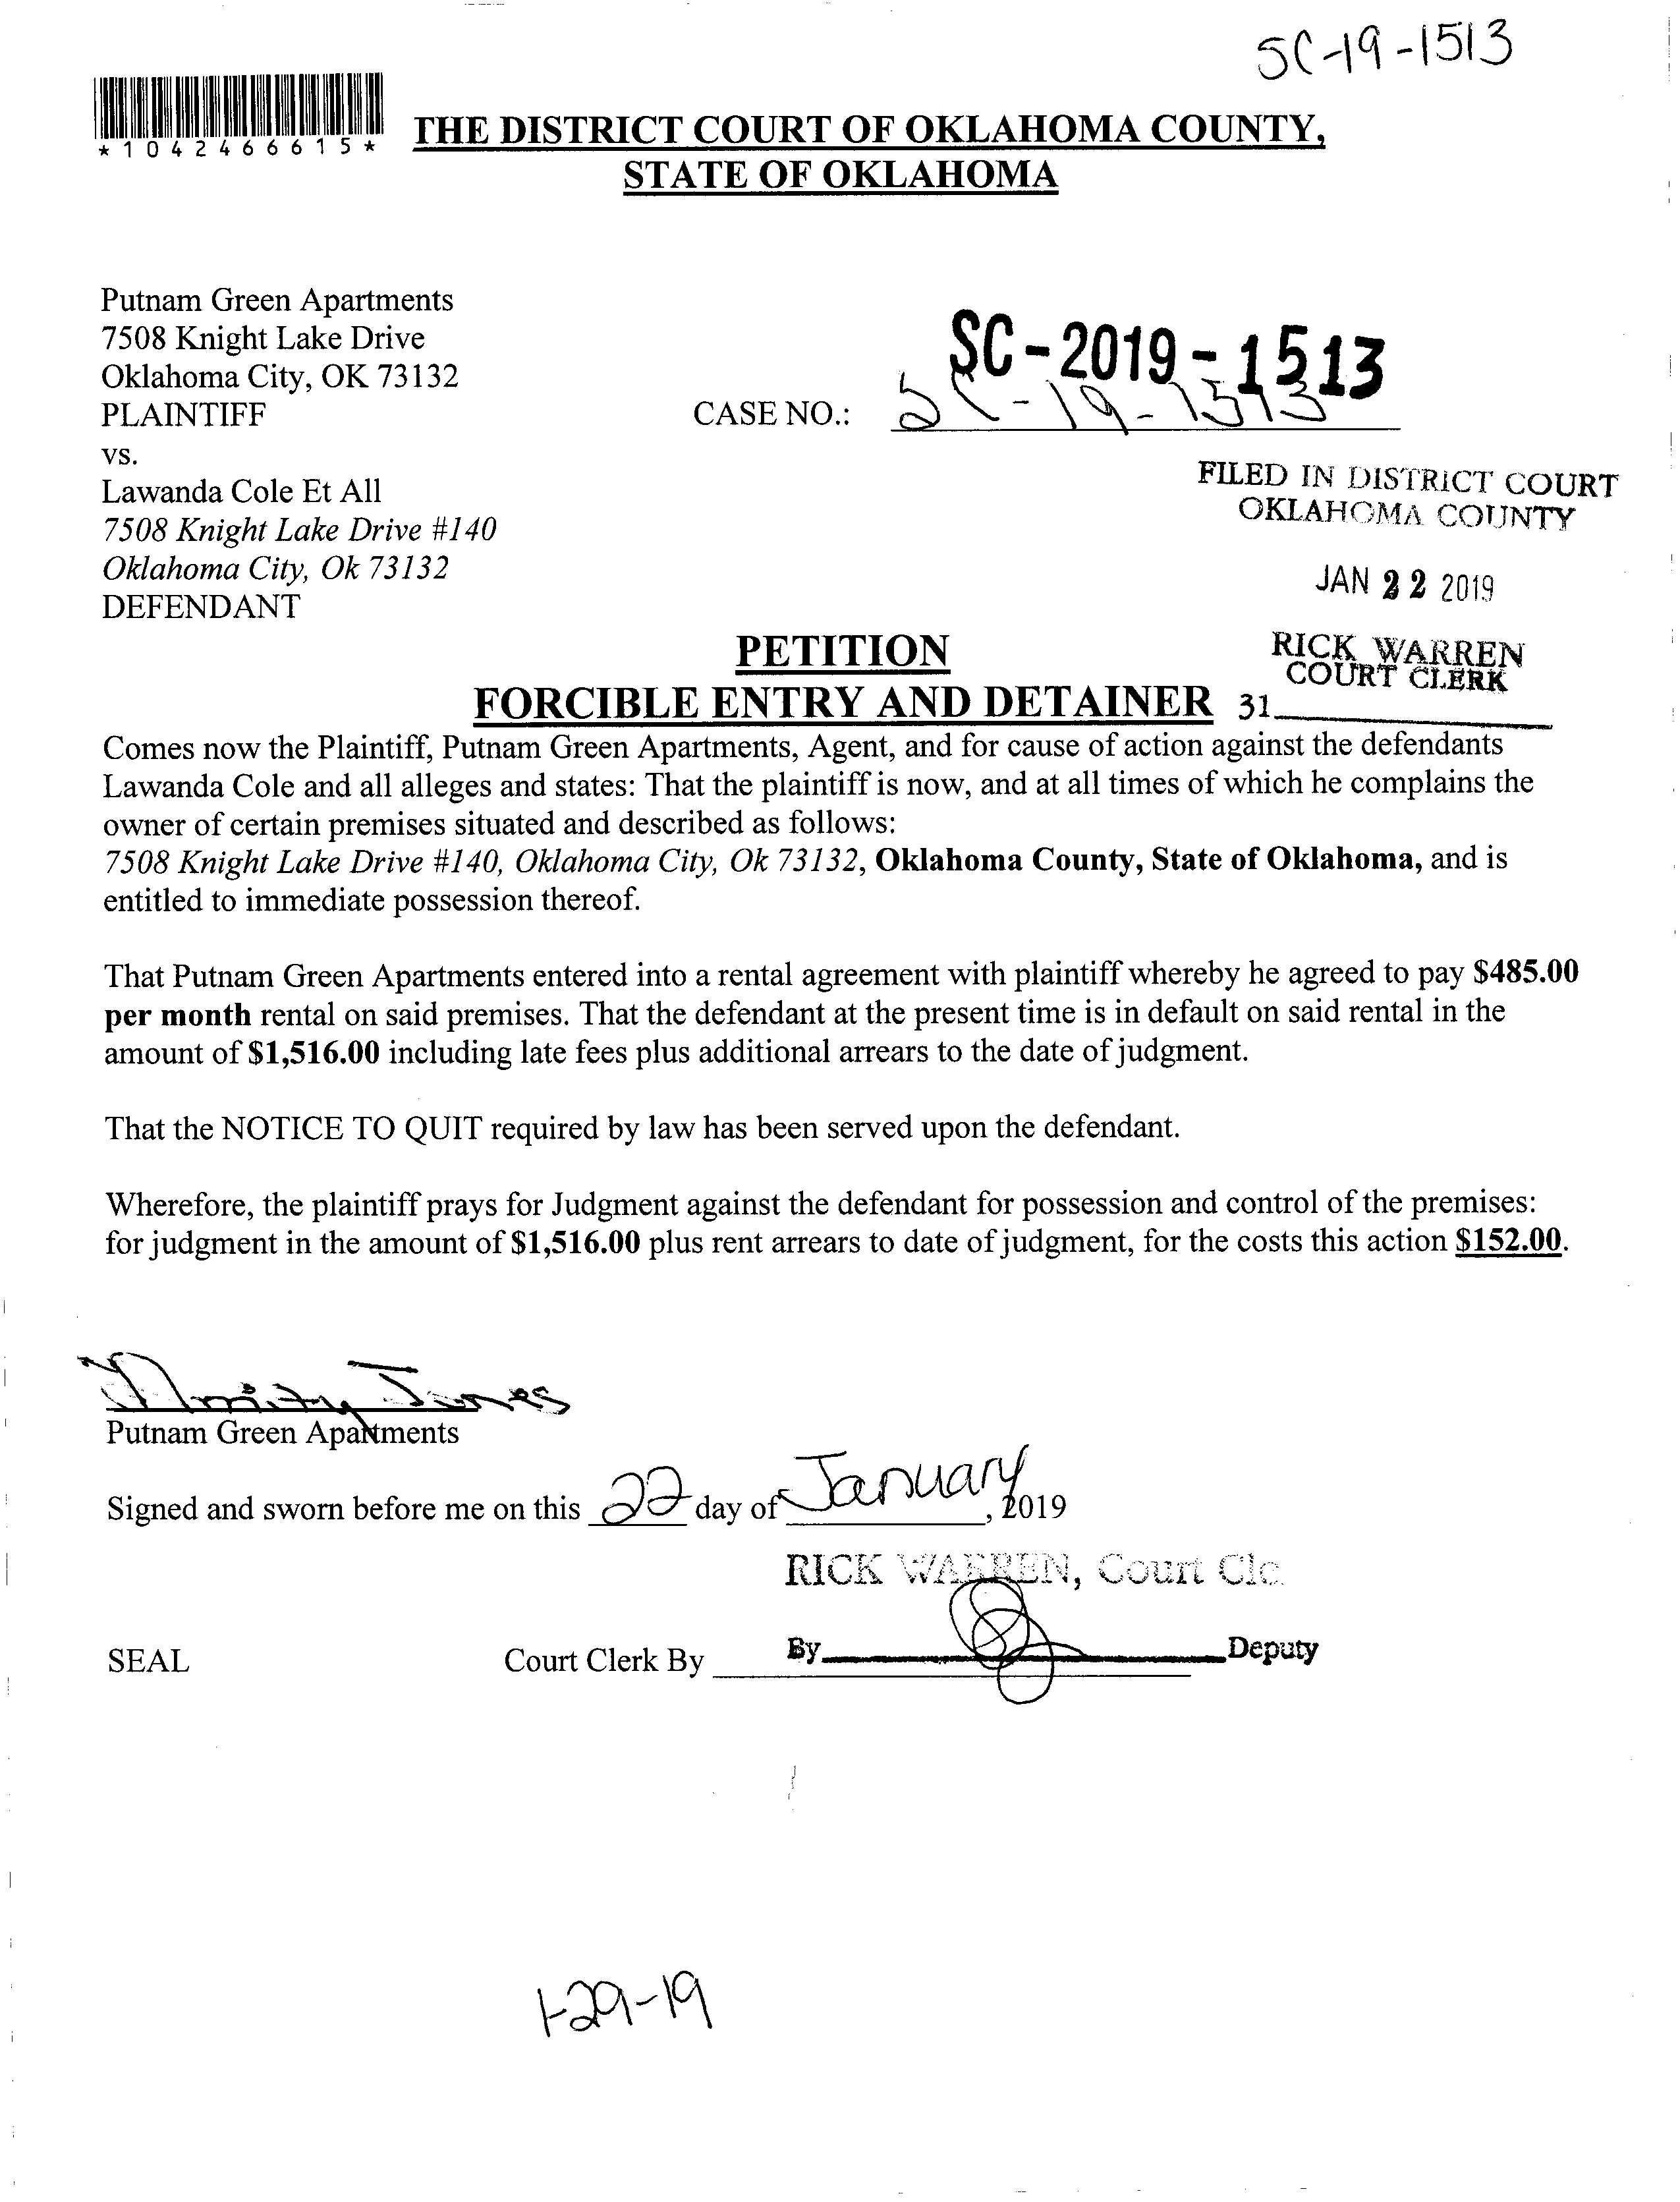 SC-19-1513
*1042466615*
THE DISTRICT COURT OF OKLAHOMA COUNTY,
STATE OF OKLAHOMA
Putnam Green Apartments
7508 Knight Lake Drive
Oklahoma City, OK 73132
PLAINTIFF
SC-2019-1513
CASE NO.: SC-19-1513
vs.
Lawanda Cole Et All
7508 Knight Lake Drive #140
Oklahoma City, Ok 73132
DEFENDANT
FILED IN DISTRICT COURT
OKLAHOMA COUNTY
JAN 22 2019
RICK WARREN
COURT CLERK
31
PETITION
FORCIBLE ENTRY AND DETAINER
Comes now the Plaintiff, Putnam Green Apartments, Agent, and for cause of action against the defendants
Lawanda Cole and all alleges and states: That the plaintiff is now, and at all times of which he complains the
owner of certain premises situated and described as follows:
7508 Knight Lake Drive #140, Oklahoma City, Ok 73132, Oklahoma County, State of Oklahoma, and is
entitled to immediate possession thereof.
That Putnam Green Apartments entered into a rental agreement with plaintiff whereby he agreed to pay $485.00
per month rental on said premises. That the defendant at the present time is in default on said rental in the
amount of $1,516.00 including late fees plus additional arrears to the date of judgment.
That the NOTICE TO QUIT required by law has been served upon the defendant.
Wherefore, the plaintiff prays for Judgment against the defendant for possession and control of the premises:
for judgment in the amount of $1,516.00 plus rent arrears to date of judgment, for the costs this action $152.00.
Jones
Putnam Green Apartments
Signed and sworn before me on this 22 day of January, 2019
RICK WARREN, Court Cle
SEAL Court Clerk By By Deputy
1-29-19